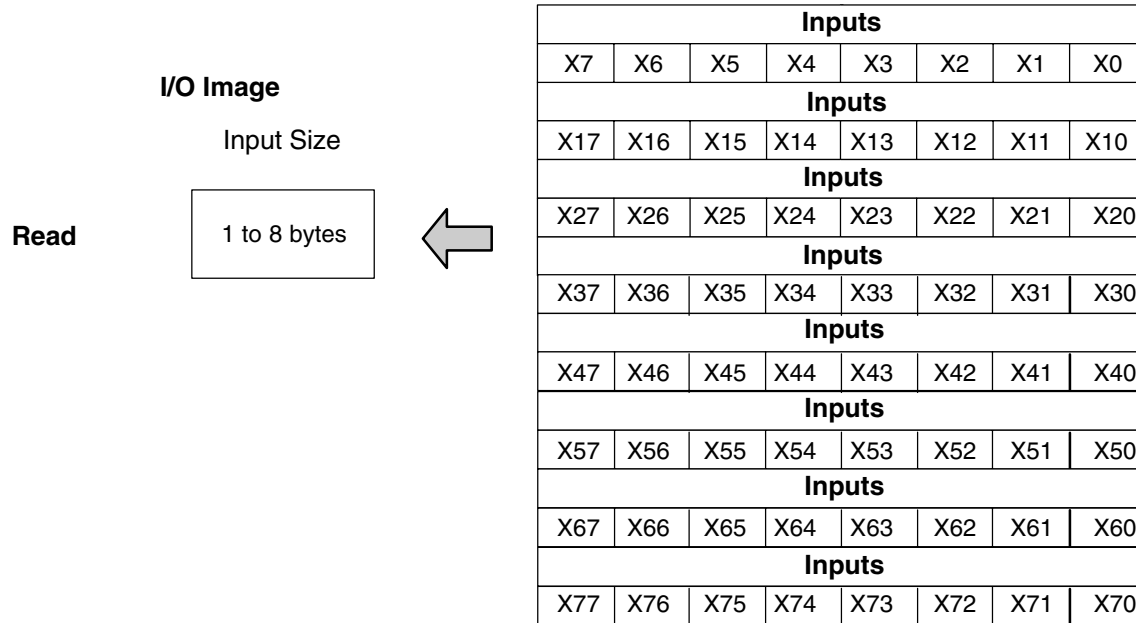 I/O Image
Input Size
Read
1 to 8 bytes
Inputs
X7 X6 X5 X4 X3 X2 X1 X0
Inputs
X17 X16 X15 X14 X13 X12 X11 X10
Inputs
X27 X26 X25 X24 X23 X22 X21 X20
Inputs
X37 X36 X35 X34 X33 X32 X31 X30
Inputs
X47 X46 X45 X44 X43 X42 X41 X40
Inputs
X57 X56 X55 X54 X53 X52 X51 X50
Inputs
X67 X66 X65 X64 X63 X62 X61 X60
Inputs
X77 X76 X75 X74 X73 X72 X71 X70